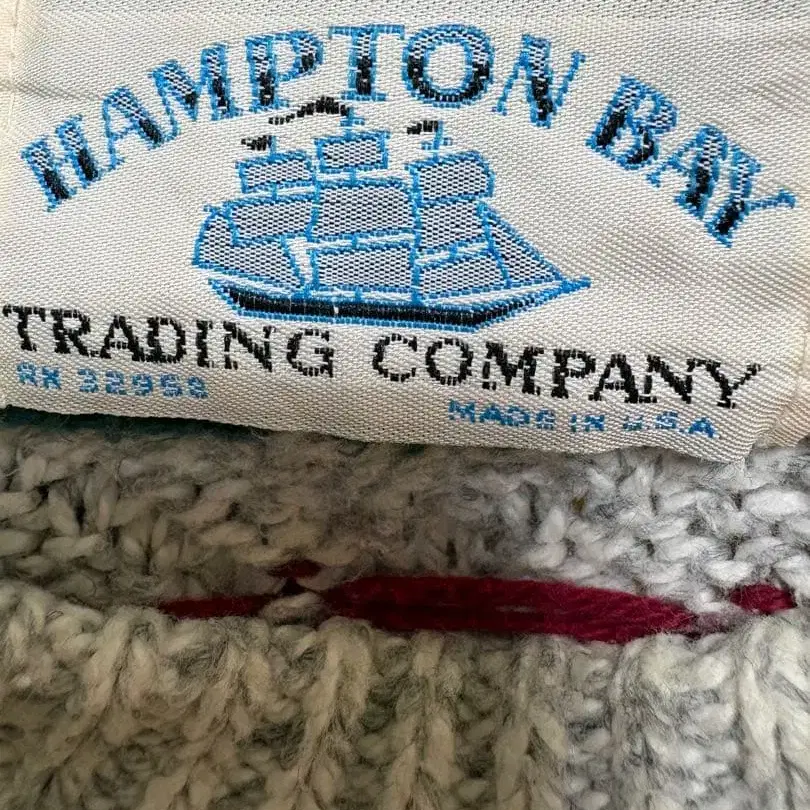 HAMPTON BAY
TRADING COMPANY
RN 32958
MADE IN U.S.A.